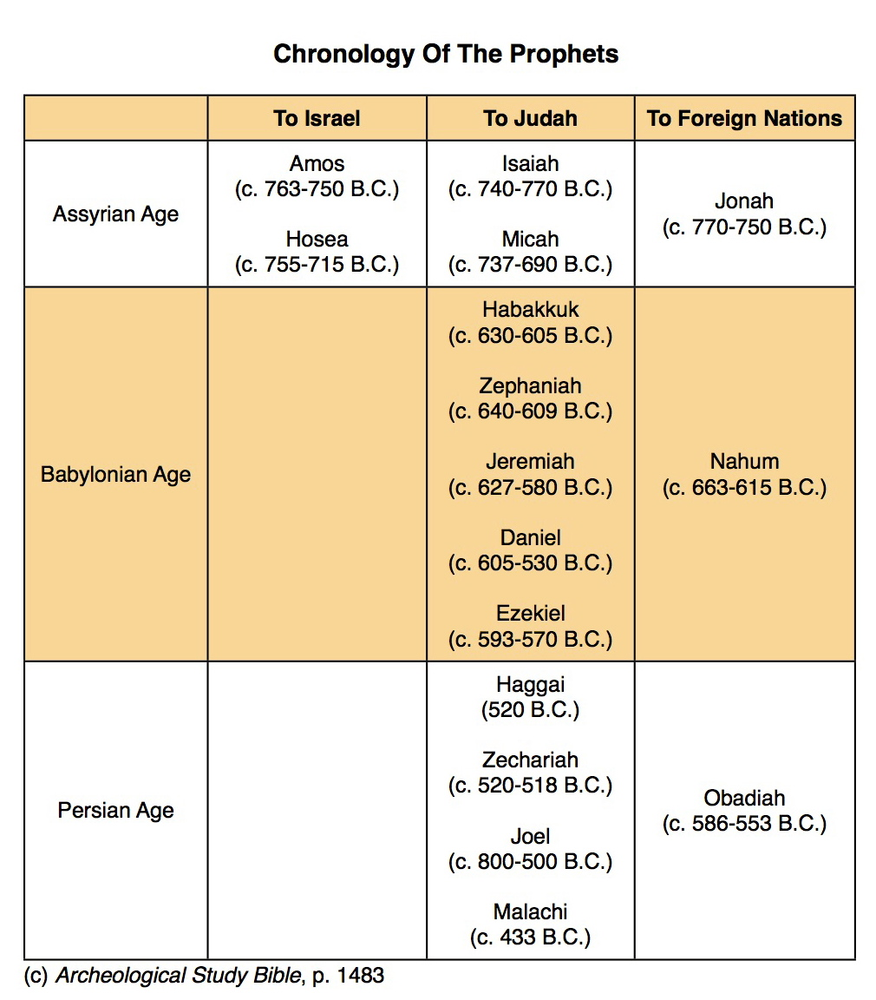 Chronology Of The Prophets
To Israel
To Judah
To Foreign Nations
Assyrian Age
Amos
(c. 763-750 B.C.)
Hosea
(c. 755-715 B.C.)
Isaiah
(c. 740-770 B.C.)
Micah
(c. 737-690 B.C.)
Jonah
(c. 770-750 B.C.)
Babylonian Age
Habakkuk
(c. 630-605 B.C.)
Zephaniah
(c. 640-609 B.C.)
Jeremiah
(c. 627-580 B.C.)
Daniel
(c. 605-530 B.C.)
Ezekiel
(c. 593-570 B.C.)
Nahum
(c. 663-615 B.C.)
Persian Age
Haggai
(520 B.C.)
Zechariah
(c. 520-518 B.C.)
Joel
(c. 800-500 B.C.)
Malachi
(c. 433 B.C.)
Obadiah
(c. 586-553 B.C.)
(c) Archeological Study Bible, p. 1483